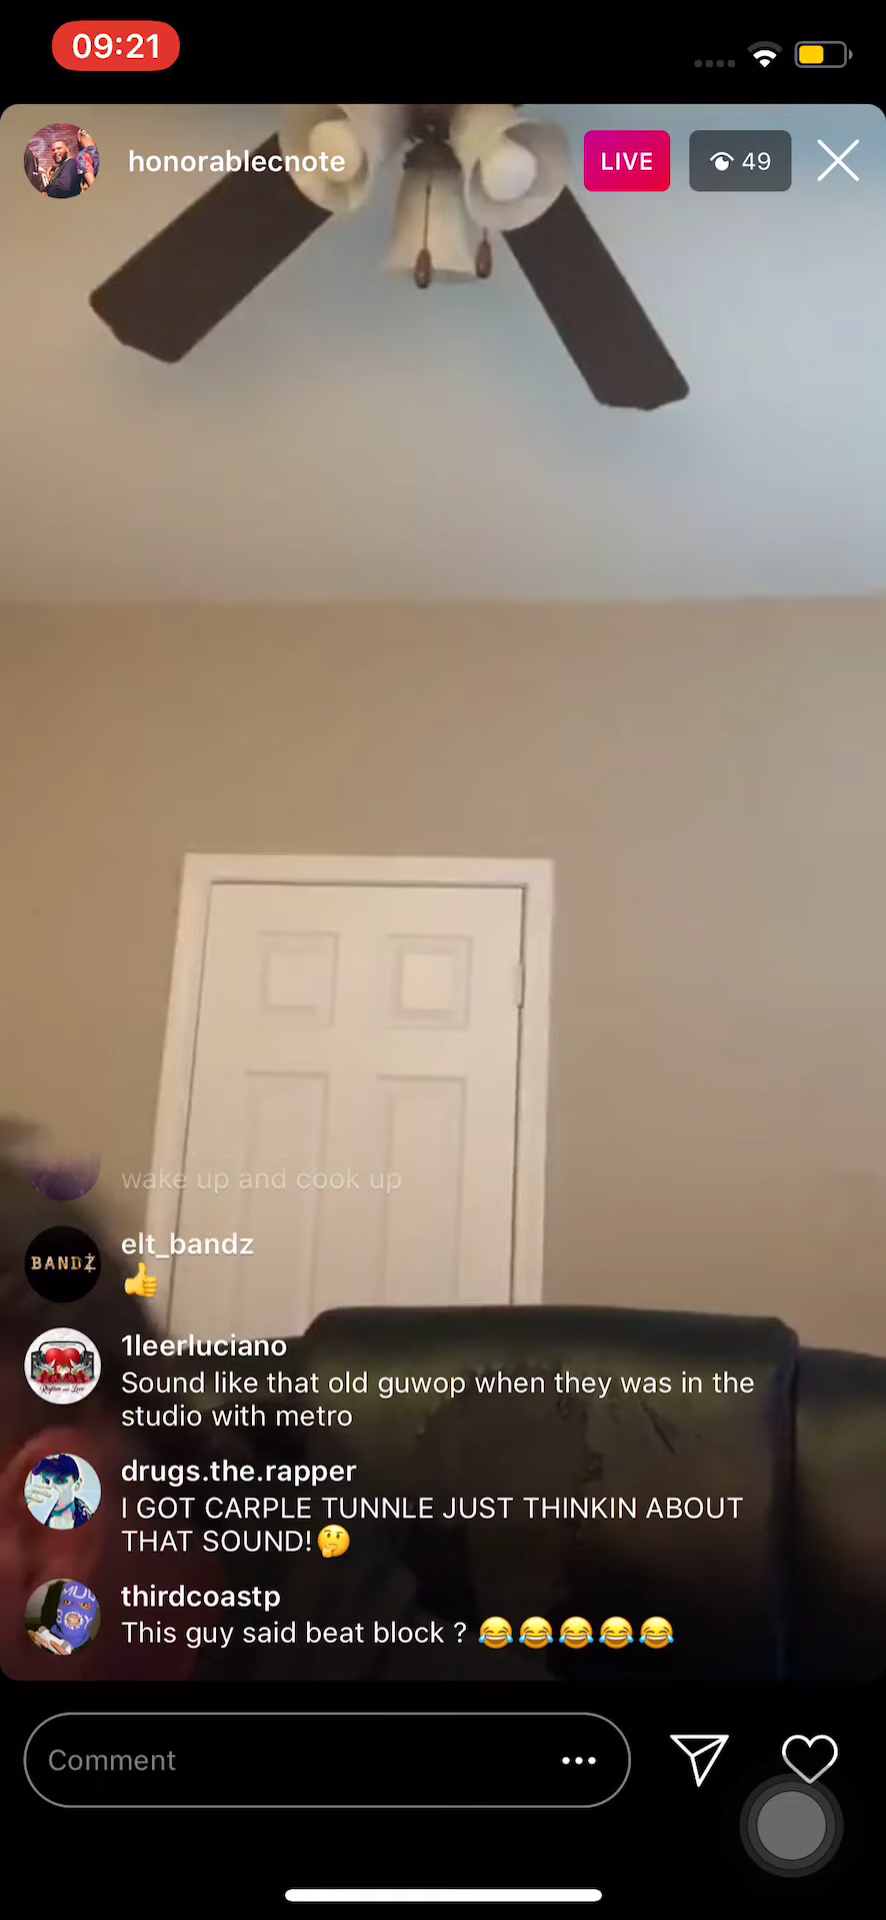 09:21
honorablecnote
LIVE
49
wake up and cook up
BANDZ
elt_bandz
👍
1leerluciano
Sound like that old guwop when they was in the
studio with metro
drugs.the.rapper
I GOT CARPLE TUNNLE JUST THINKIN ABOUT
THAT SOUND!🤔
thirdcoastp
This guy said beat block ? 😂😂😂😂😂
Comment